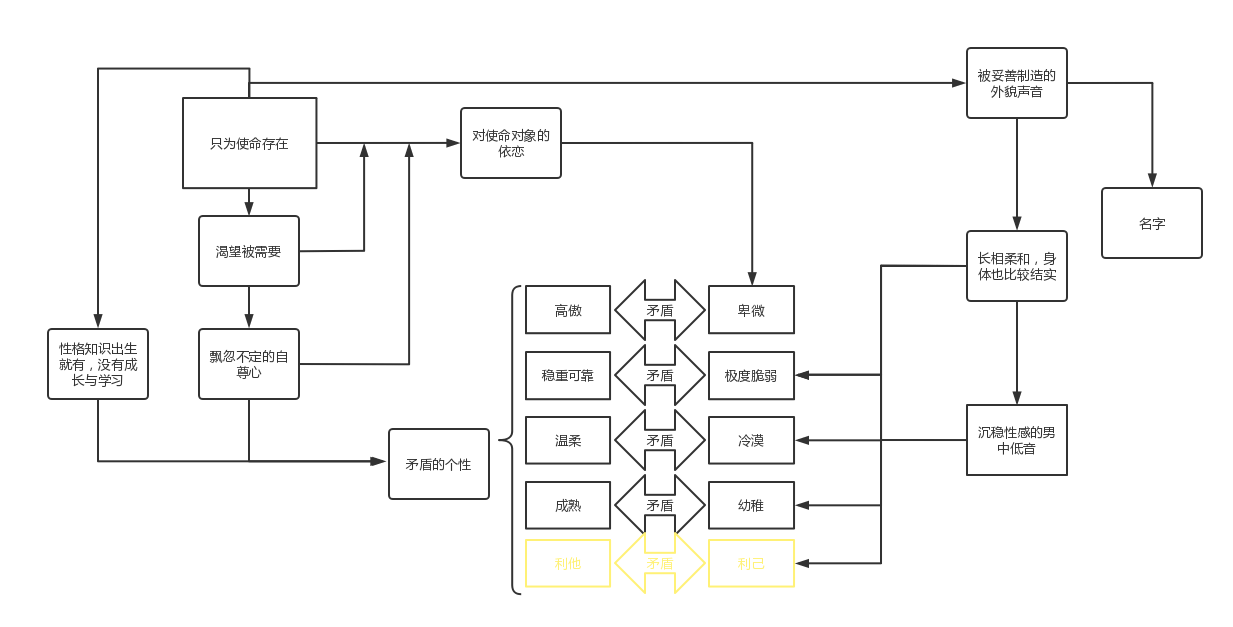 被妥善制造的
外貌声音
只为使命存在
对使命对象的
依恋
名字
渴望被需要
长相柔和，身
体也比较结实
性格知识出生
就有，没有成
长与学习
飘忽不定的自
尊心
高傲
矛盾
卑微
稳重可靠
矛盾
极度脆弱
沉稳性感的男
中低音
温柔
矛盾
冷漠
矛盾的个性
成熟
矛盾
幼稚
利他
矛盾
利己